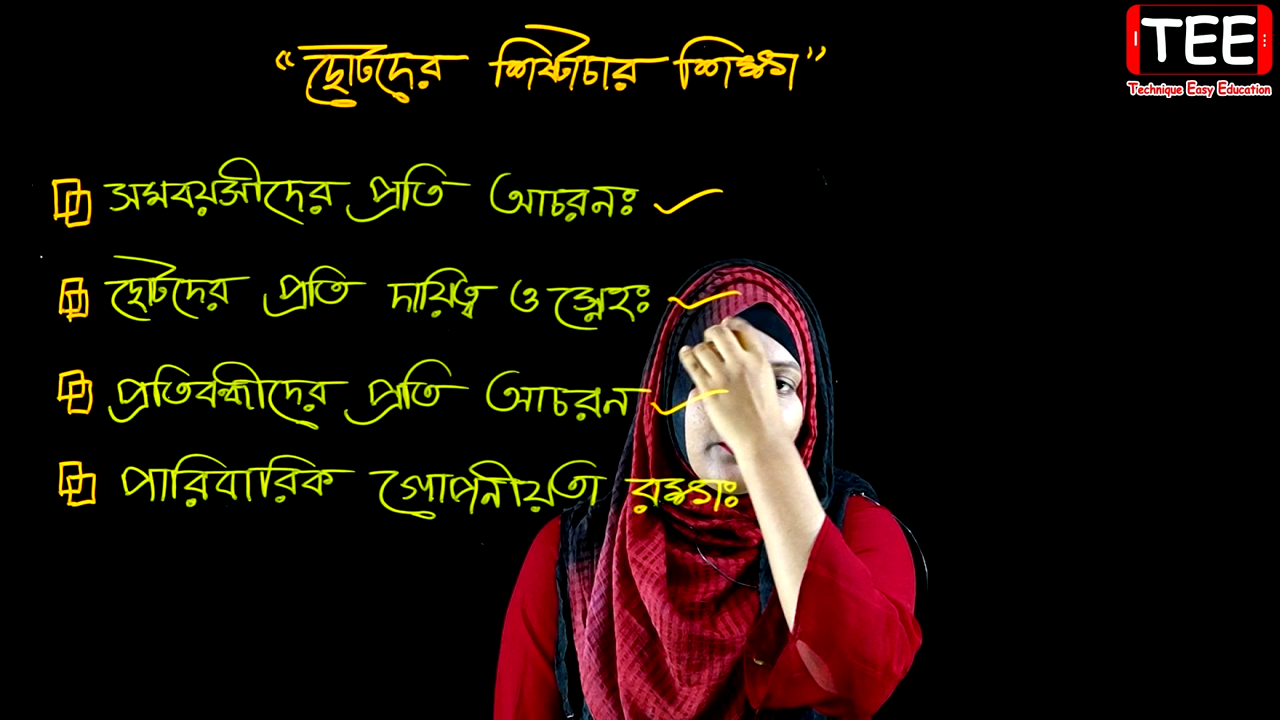 TEE
Technique Easy Education
“ছোটদের শিষ্টাচার শিক্ষা”
সমবয়সীদের প্রতি আচরনঃ
ছোটদের প্রতি দায়িত্ব ও স্নেহঃ
প্রতিবন্ধীদের প্রতি আচরন
পারিবারিক গোপনীয়তা রক্ষাঃ